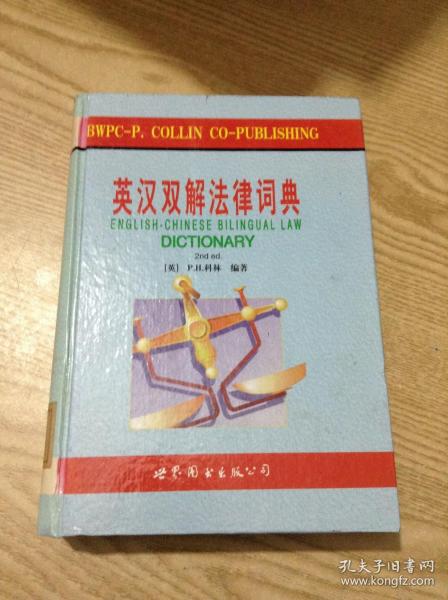 BWPC-P. COLLIN CO-PUBLISHING
英汉双解法律词典
ENGLISH-CHINESE BILINGUAL LAW
DICTIONARY
2nd ed.
[英] P.H.科林 编著
世界图书出版公司
孔夫子旧书网
www.kongfz.com